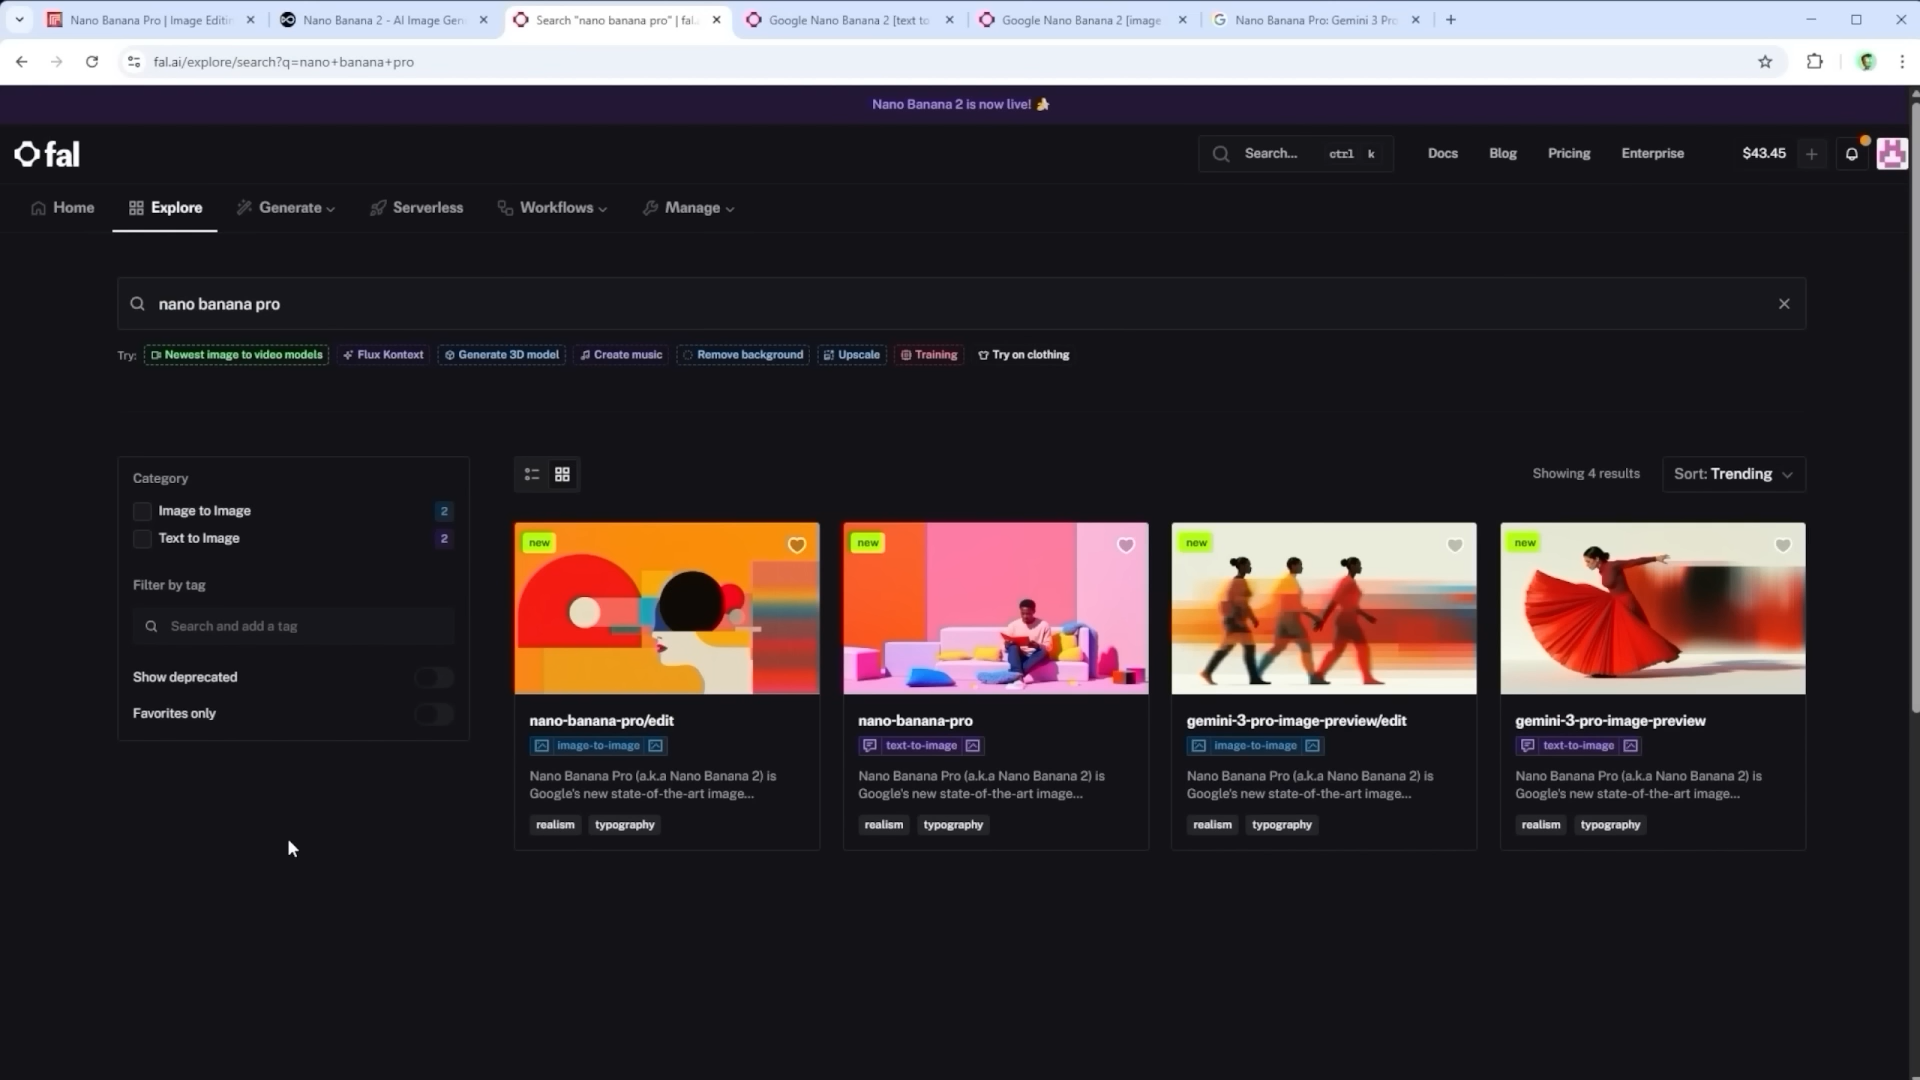 Nano Banana Pro | Image Editin
Nano Banana 2 - AI Image Gen
Search "nano banana pro" | fal.
Google Nano Banana 2 [text to
Google Nano Banana 2 [image
Nano Banana Pro: Gemini 3 Pro
fal.ai/explore/search?q=nano+banana+pro
Nano Banana 2 is now live! 🍌
fal
Search...
ctrl k
Docs
Blog
Pricing
Enterprise
$43.45
Home
Explore
Generate
Serverless
Workflows
Manage
nano banana pro
Try:
Newest image to video models
Flux Kontext
Generate 3D model
Create music
Remove background
Upscale
Training
Try on clothing
Category
Image to Image
2
Text to Image
2
Filter by tag
Search and add a tag
Show deprecated
Favorites only
Showing 4 results
Sort: Trending
new
nano-banana-pro/edit
image-to-image
Nano Banana Pro (a.k.a Nano Banana 2) is
Google's new state-of-the-art image...
realism
typography
new
nano-banana-pro
text-to-image
Nano Banana Pro (a.k.a Nano Banana 2) is
Google's new state-of-the-art image...
realism
typography
new
gemini-3-pro-image-preview/edit
image-to-image
Nano Banana Pro (a.k.a Nano Banana 2) is
Google's new state-of-the-art image...
realism
typography
new
gemini-3-pro-image-preview
text-to-image
Nano Banana Pro (a.k.a Nano Banana 2) is
Google's new state-of-the-art image...
realism
typography